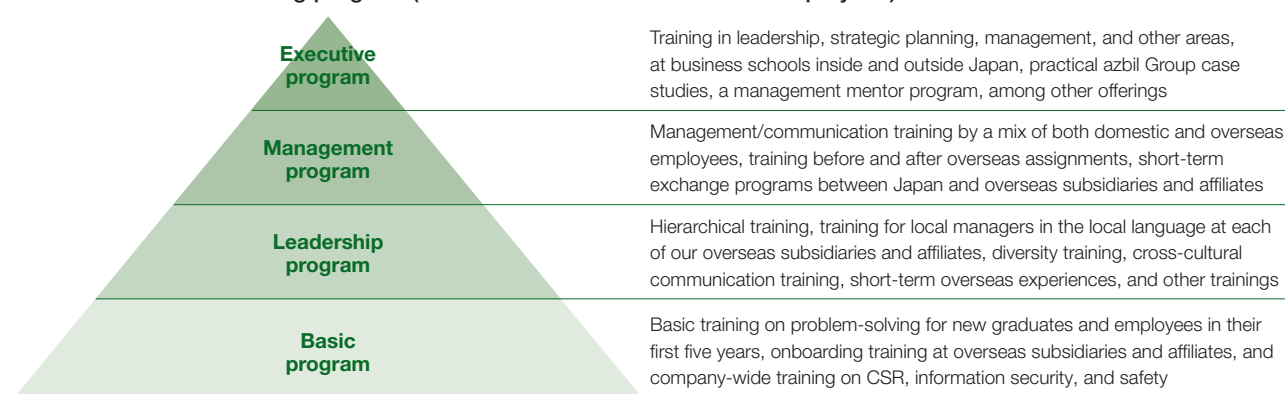 Executive
program
Training in leadership, strategic planning, management, and other areas,
at business schools inside and outside Japan, practical azbil Group case
studies, a management mentor program, among other offerings
Management
program
Management/communication training by a mix of both domestic and overseas
employees, training before and after overseas assignments, short-term
exchange programs between Japan and overseas subsidiaries and affiliates
Leadership
program
Hierarchical training, training for local managers in the local language at each
of our overseas subsidiaries and affiliates, diversity training, cross-cultural
communication training, short-term overseas experiences, and other trainings
Basic
program
Basic training on problem-solving for new graduates and employees in their
first five years, onboarding training at overseas subsidiaries and affiliates, and
company-wide training on CSR, information security, and safety